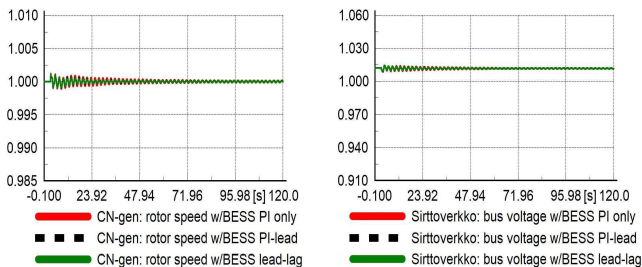 1.010
1.005
1.000
0.995
0.990
0.985
-0.100 23.92 47.94 71.96 95.98 [s] 120.0
CN-gen: rotor speed w/BESS PI only
CN-gen: rotor speed w/BESS PI-lead
CN-gen: rotor speed w/BESS lead-lag
1.060
1.030
1.000
0.970
0.940
0.910
-0.100 23.92 47.94 71.96 95.98 [s] 120.0
Sirttoverkko: bus voltage w/BESS PI only
Sirttoverkko: bus voltage w/BESS PI-lead
Sirttoverkko: bus voltage w/BESS lead-lag